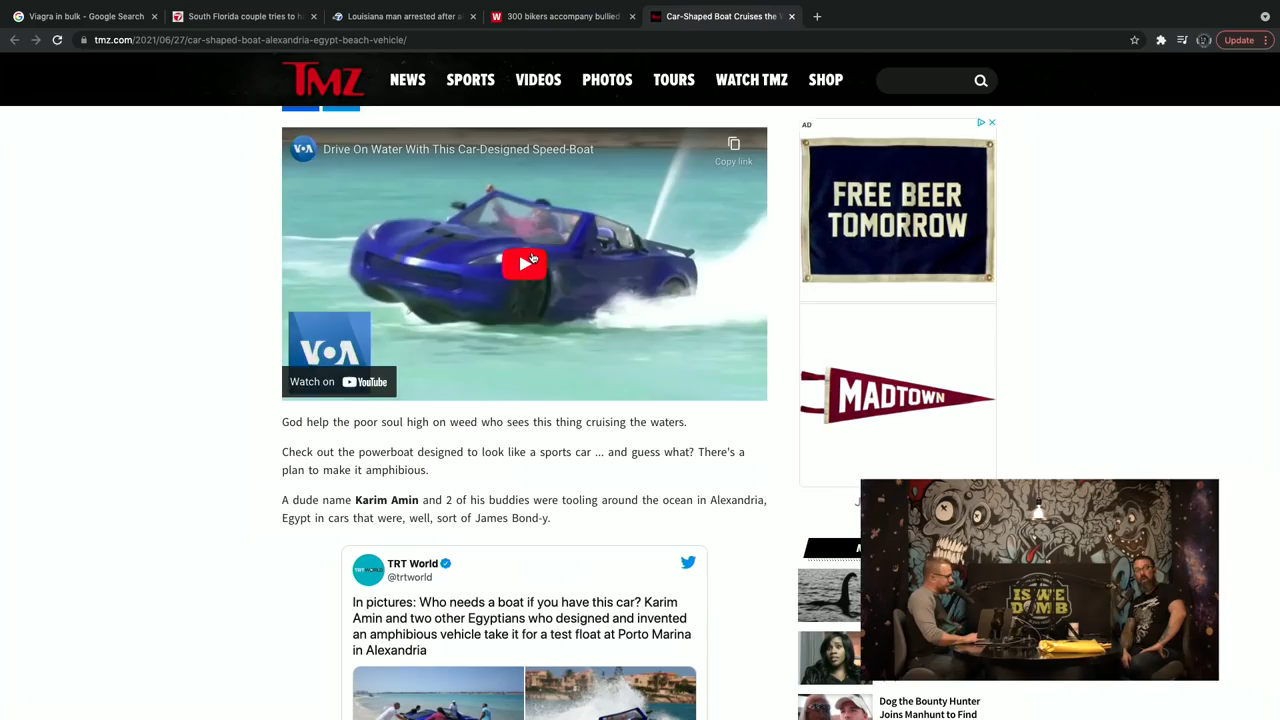 Viagra in bulk - Google Search
South Florida couple tries to h
Louisiana man arrested after a
300 bikers accompany bullied
Car-Shaped Boat Cruises the W
tmz.com/2021/06/27/car-shaped-boat-alexandria-egypt-beach-vehicle/
Update
TMZ NEWS SPORTS VIDEOS PHOTOS TOURS WATCH TMZ SHOP
VOA Drive On Water With This Car-Designed Speed-Boat
Copy link
VOA
Watch on YouTube
AD
FREE BEER
TOMORROW
MADTOWN
God help the poor soul high on weed who sees this thing cruising the waters.
Check out the powerboat designed to look like a sports car ... and guess what? There's a
plan to make it amphibious.
A dude name Karim Amin and 2 of his buddies were tooling around the ocean in Alexandria,
Egypt in cars that were, well, sort of James Bond-y.
TRT World
@trtworld
In pictures: Who needs a boat if you have this car? Karim
Amin and two other Egyptians who designed and invented
an amphibious vehicle take it for a test float at Porto Marina
in Alexandria
IS WE
DUMB
Dog the Bounty Hunter
Joins Manhunt to Find